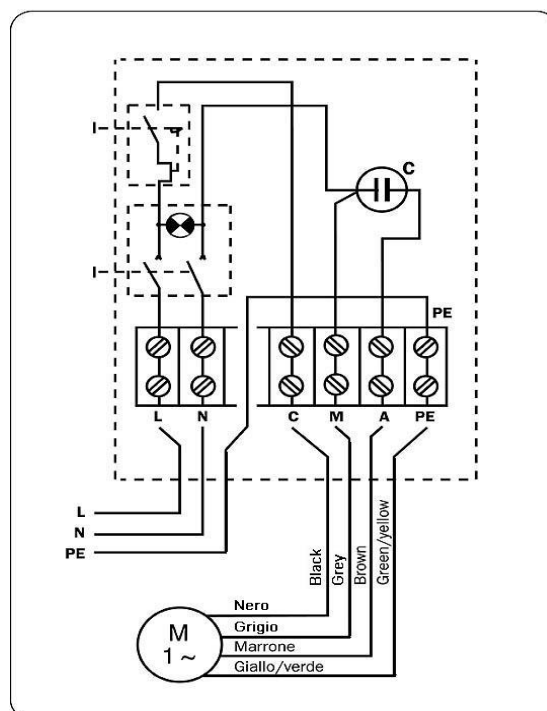 C
PE
L N C M A PE
L
N
PE
Black
Grey
Brown
Green/yellow
Nero
Grigio
Marrone
Giallo/verde
M
1 ~